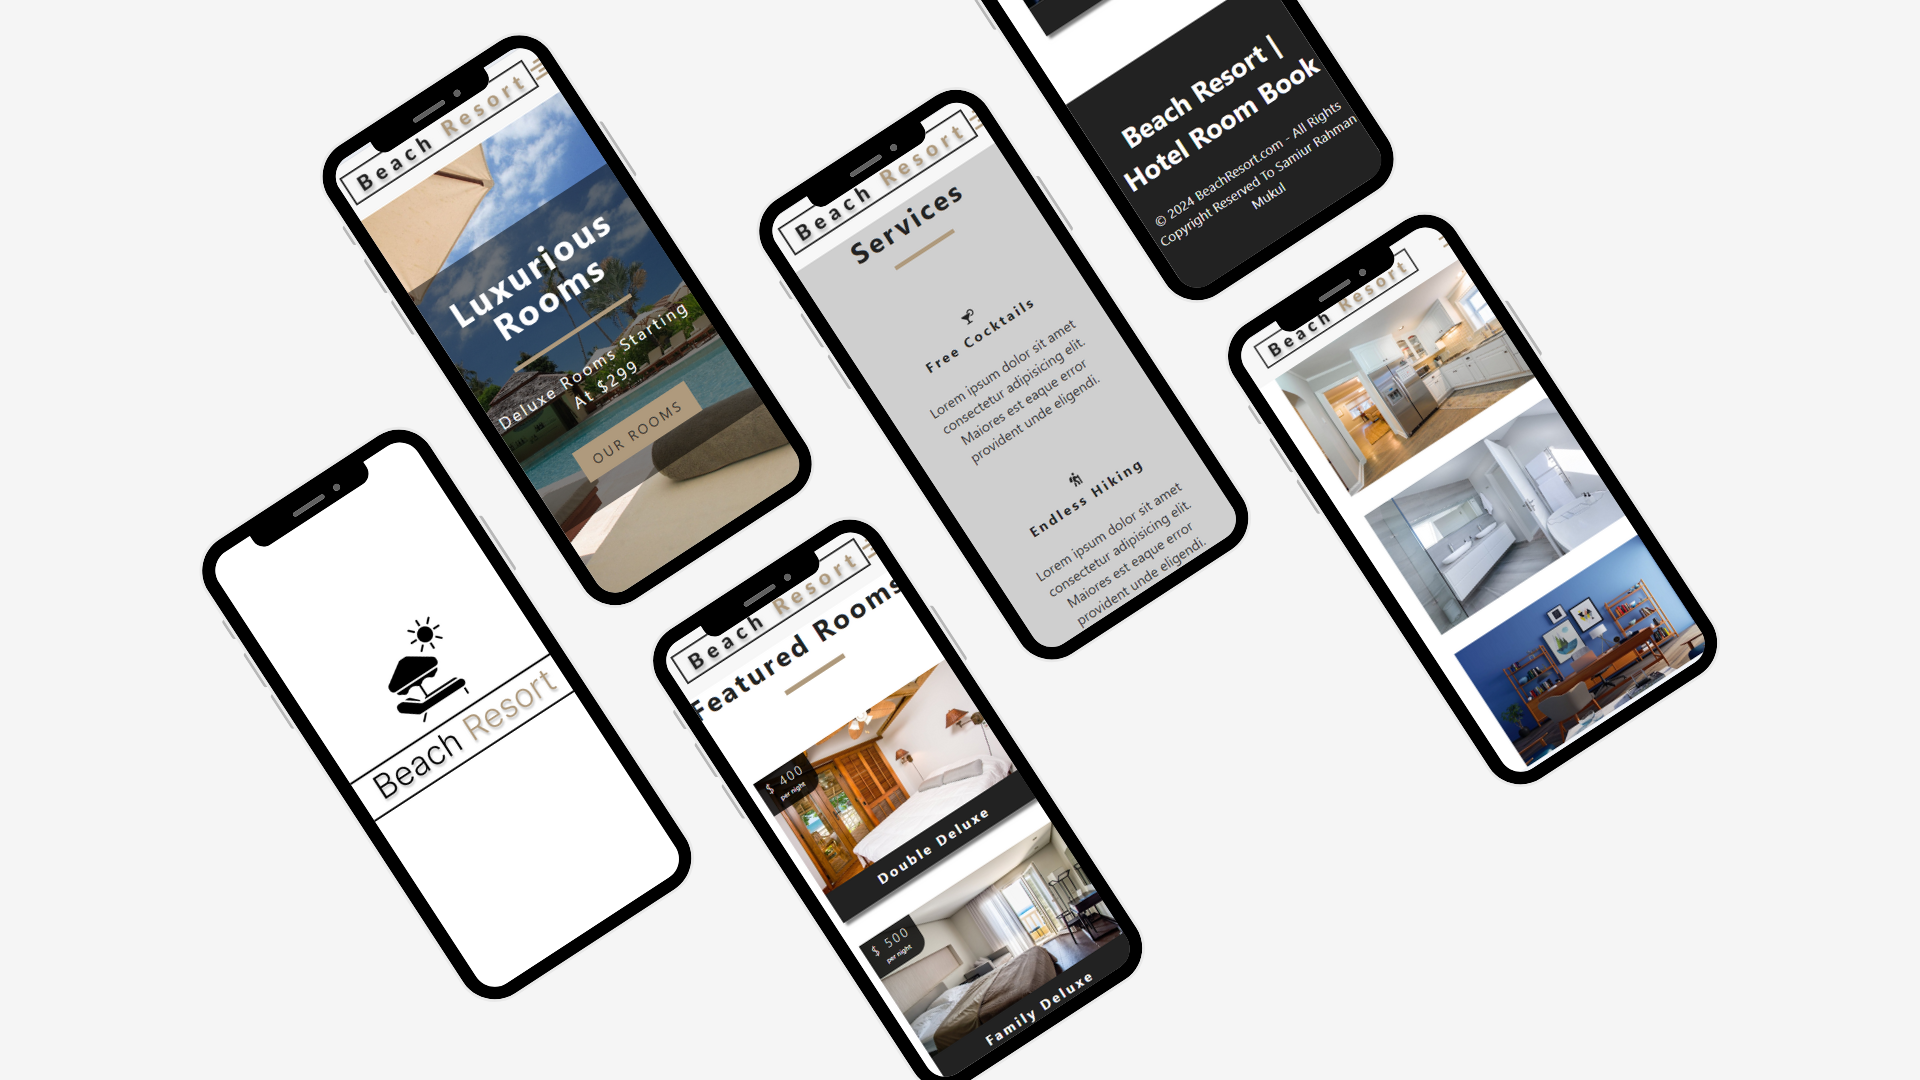 Beach Resort
Luxurious
Rooms
Deluxe Rooms Starting
At $299
OUR ROOMS
Beach Resort
Beach Resort
Featured Rooms
$ 400
per night
Double Deluxe
$ 500
per night
Family Deluxe
Beach Resort
Services
Free Cocktails
Lorem ipsum dolor sit amet
consectetur adipisicing elit.
Maiores est eaque error
provident unde eligendi.
Endless Hiking
Lorem ipsum dolor sit amet
consectetur adipisicing elit.
Maiores est eaque error
provident unde eligendi.
Beach Resort |
Hotel Room Book
© 2024 BeachResort.com - All Rights
Copyright Reserved To Samiur Rahman
Mukul
Beach Resort